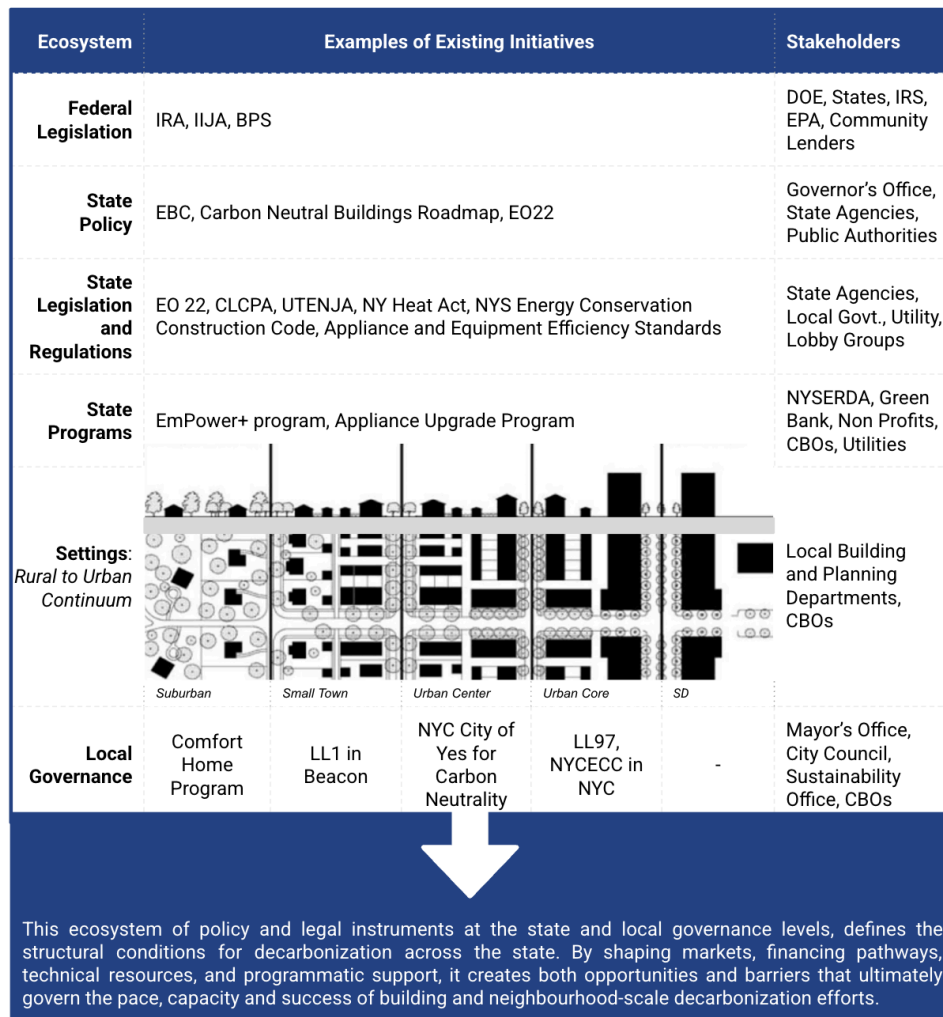 Ecosystem
Examples of Existing Initiatives
Stakeholders
Federal
Legislation
IRA, IIJA, BPS
DOE, States, IRS,
EPA, Community
Lenders
State
Policy
EBC, Carbon Neutral Buildings Roadmap, EO22
Governor's Office,
State Agencies,
Public Authorities
State
Legislation
and
Regulations
EO 22, CLCPA, UTENJA, NY Heat Act, NYS Energy Conservation
Construction Code, Appliance and Equipment Efficiency Standards
State Agencies,
Local Govt., Utility,
Lobby Groups
State
Programs
EmPower+ program, Appliance Upgrade Program
NYSERDA, Green
Bank, Non Profits,
CBOs, Utilities
Settings:
Rural to Urban
Continuum
Suburban
Small Town
Urban Center
Urban Core
SD
Local Building
and Planning
Departments,
CBOs
Local
Governance
Comfort
Home
Program
LL1 in
Beacon
NYC City of
Yes for
Carbon
Neutrality
LL97,
NYCECC in
NYC
-
Mayor's Office,
City Council,
Sustainability
Office, CBOs
This ecosystem of policy and legal instruments at the state and local governance levels, defines the
structural conditions for decarbonization across the state. By shaping markets, financing pathways,
technical resources, and programmatic support, it creates both opportunities and barriers that ultimately
govern the pace, capacity and success of building and neighbourhood-scale decarbonization efforts.